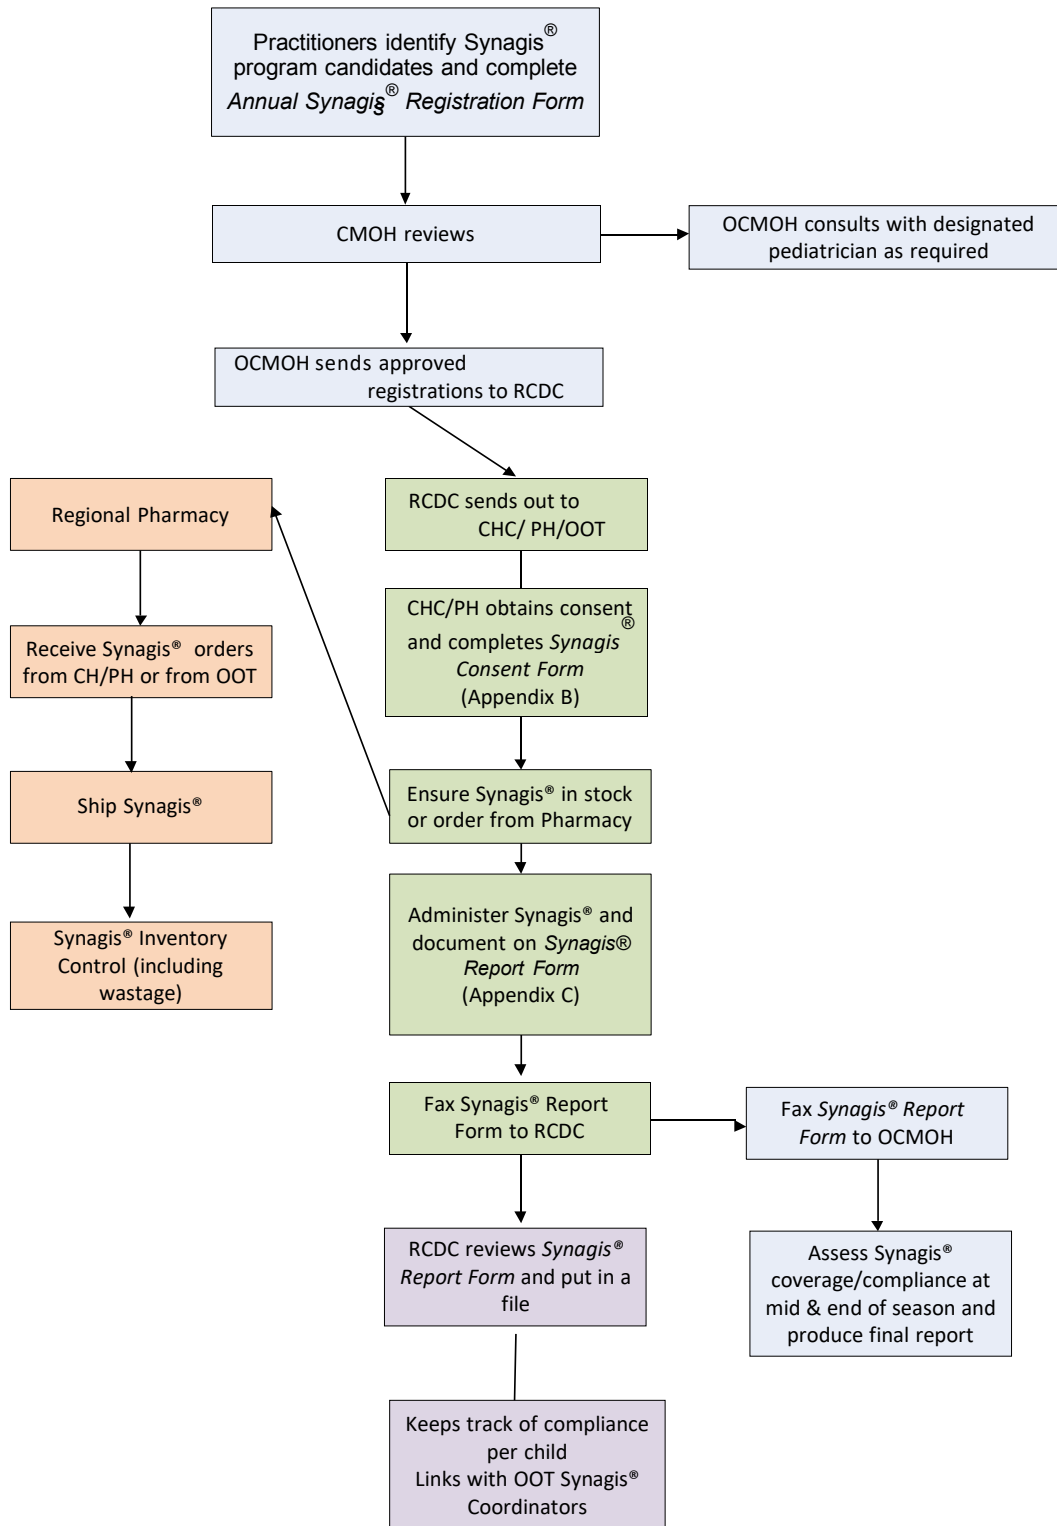 Practitioners identify Synagis®
program candidates and complete
Annual Synagis® Registration Form
CMOH reviews
OCMOH consults with designated
pediatrician as required
OCMOH sends approved
registrations to RCDC
Regional Pharmacy
RCDC sends out to
CHC/ PH/OOT
CHC/PH obtains consent
and completes Synagis®
Consent Form
(Appendix B)
Receive Synagis® orders
from CH/PH or from OOT
Ship Synagis®
Ensure Synagis® in stock
or order from Pharmacy
Synagis® Inventory
Control (including
wastage)
Administer Synagis® and
document on Synagis®
Report Form
(Appendix C)
Fax Synagis® Report
Form to RCDC
Fax Synagis® Report
Form to OCMOH
RCDC reviews Synagis®
Report Form and put in a
file
Assess Synagis®
coverage/compliance at
mid & end of season and
produce final report
Keeps track of compliance
per child
Links with OOT Synagis®
Coordinators